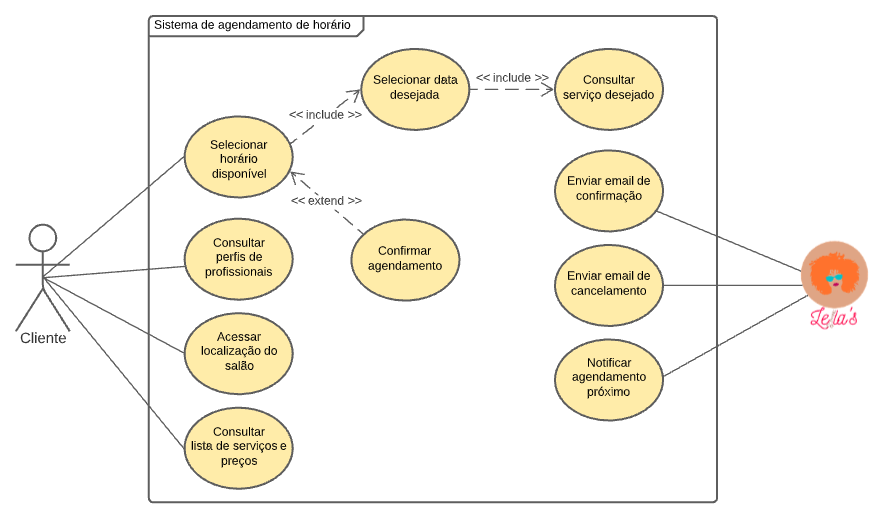 Sistema de agendamento de horário
Selecionar data
desejada
<< include >>
Consultar
serviço desejado
<< include >>
Selecionar
horário
disponível
Enviar email de
confirmação
<< extend >>
Consultar
perfis de
profissionais
Confirmar
agendamento
Enviar email de
cancelamento
Leila's
Cliente
Acessar
localização do
salão
Notificar
agendamento
próximo
Consultar
lista de serviços e
preços